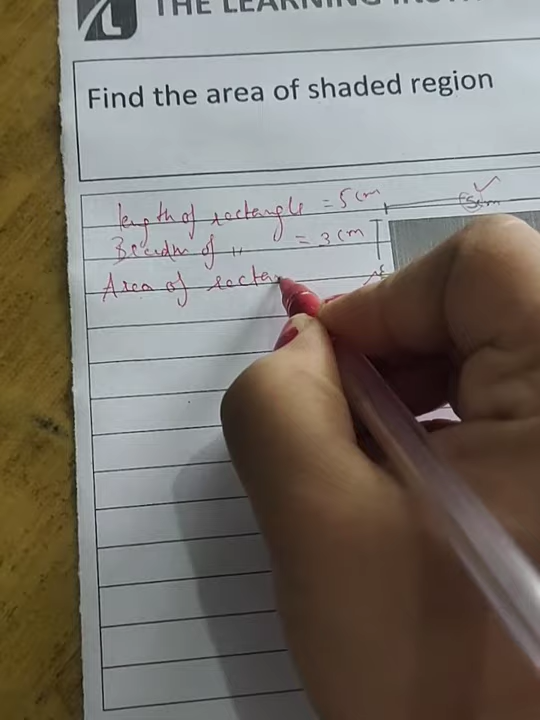 THE LEARNING
Find the area of shaded region
length of rectangle = 5 cm
5cm
Breadth of " = 3 cm
Area of recta